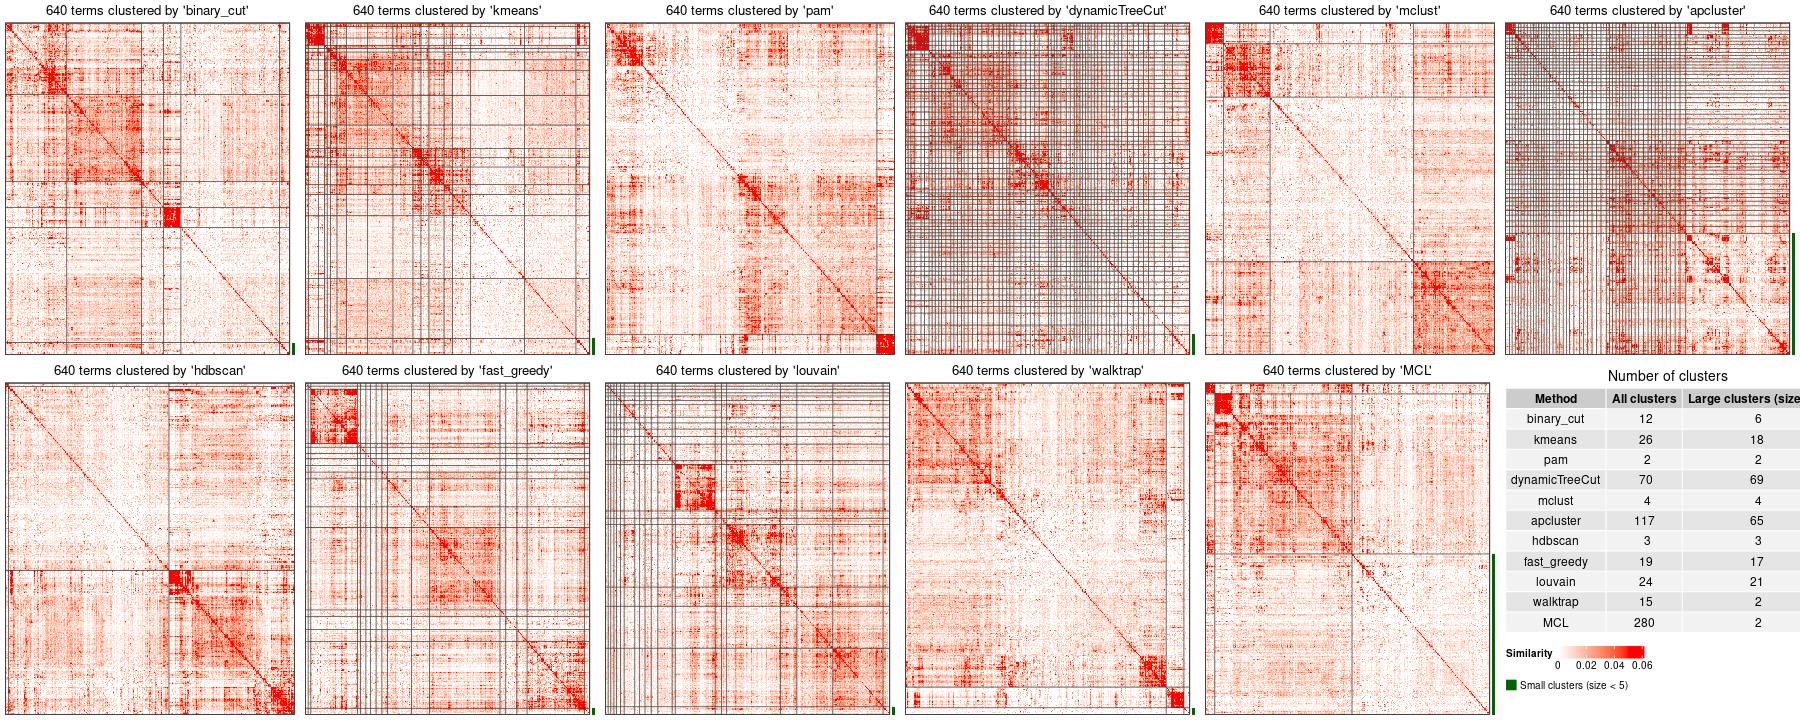 640 terms clustered by 'binary_cut'
640 terms clustered by 'kmeans'
640 terms clustered by 'pam'
640 terms clustered by 'dynamicTreeCut'
640 terms clustered by 'mclust'
640 terms clustered by 'apcluster'
640 terms clustered by 'hdbscan'
640 terms clustered by 'fast_greedy'
640 terms clustered by 'louvain'
640 terms clustered by 'walktrap'
640 terms clustered by 'MCL'
Number of clusters
Method All clusters Large clusters (size
binary_cut 12 6
kmeans 26 18
pam 2 2
dynamicTreeCut 70 69
mclust 4 4
apcluster 117 65
hdbscan 3 3
fast_greedy 19 17
louvain 24 21
walktrap 15 2
MCL 280 2
Similarity
0 0.02 0.04 0.06
Small clusters (size < 5)